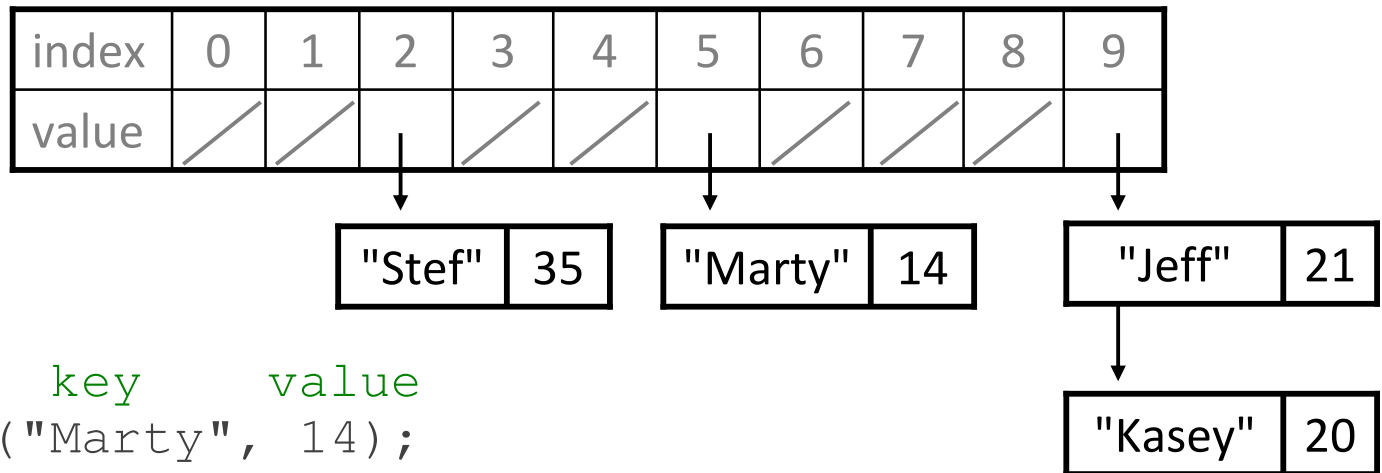 index 0 1 2 3 4 5 6 7 8 9
value
"Stef" 35 "Marty" 14 "Jeff" 21
key value
("Marty", 14);
"Kasey" 20